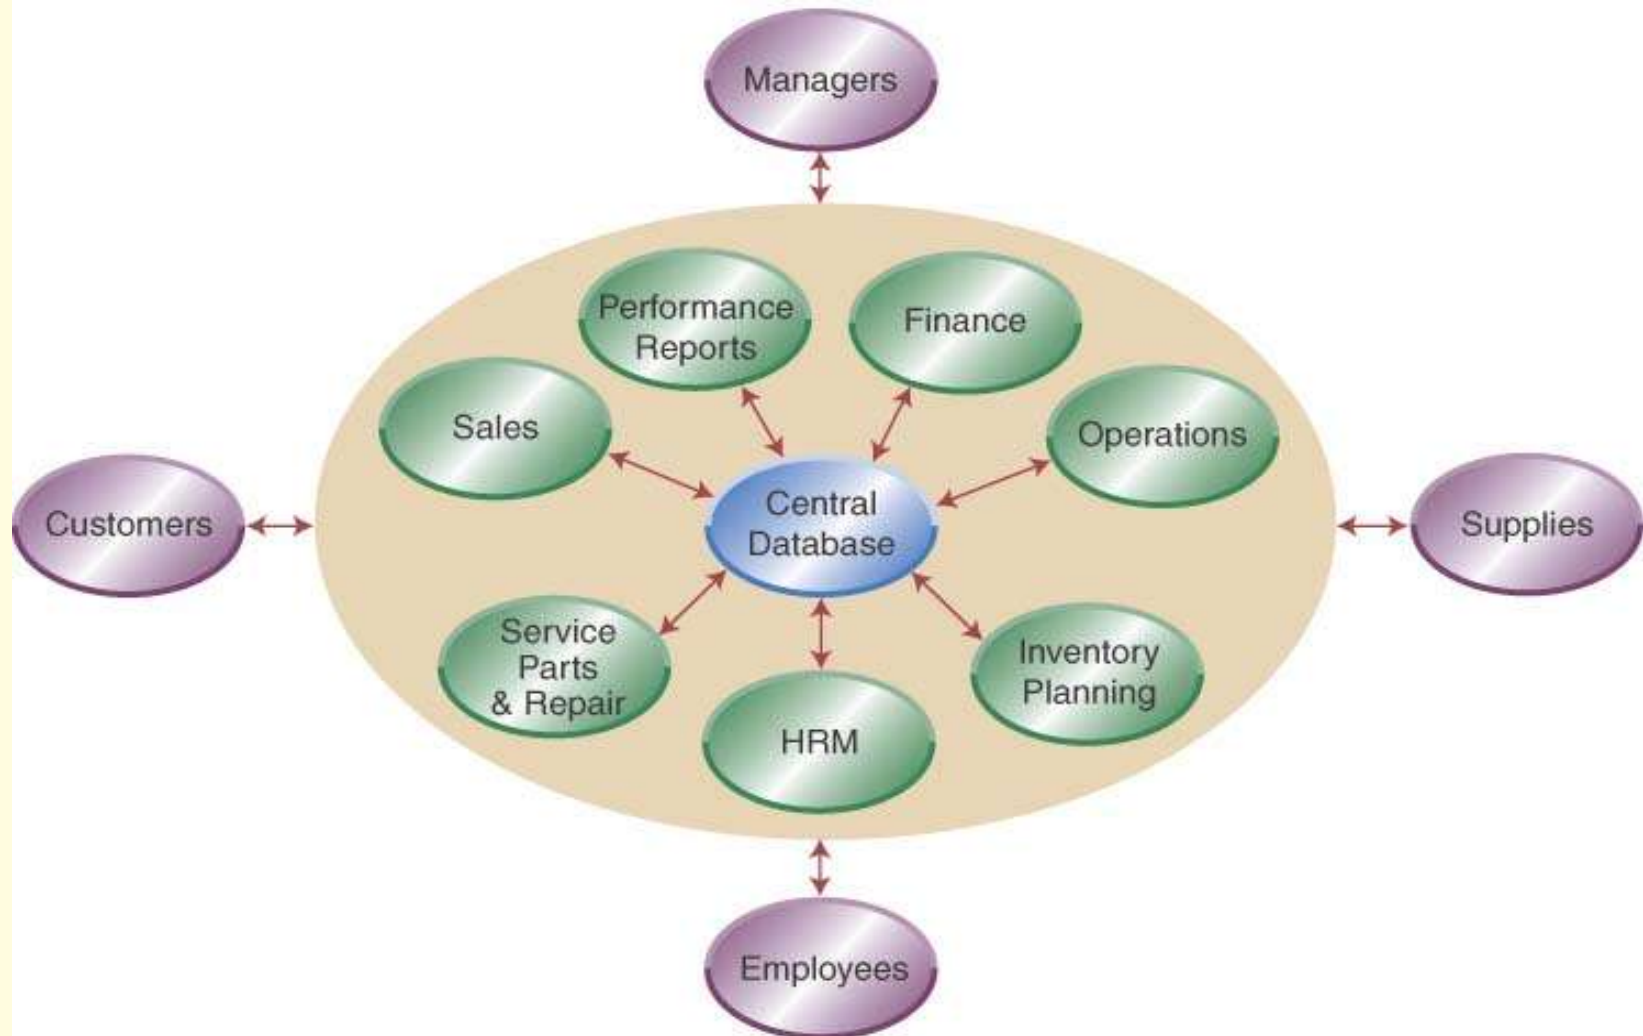 Managers
Performance
Reports
Finance
Sales
Operations
Central
Database
Customers
Supplies
Service
Parts
& Repair
Inventory
Planning
HRM
Employees